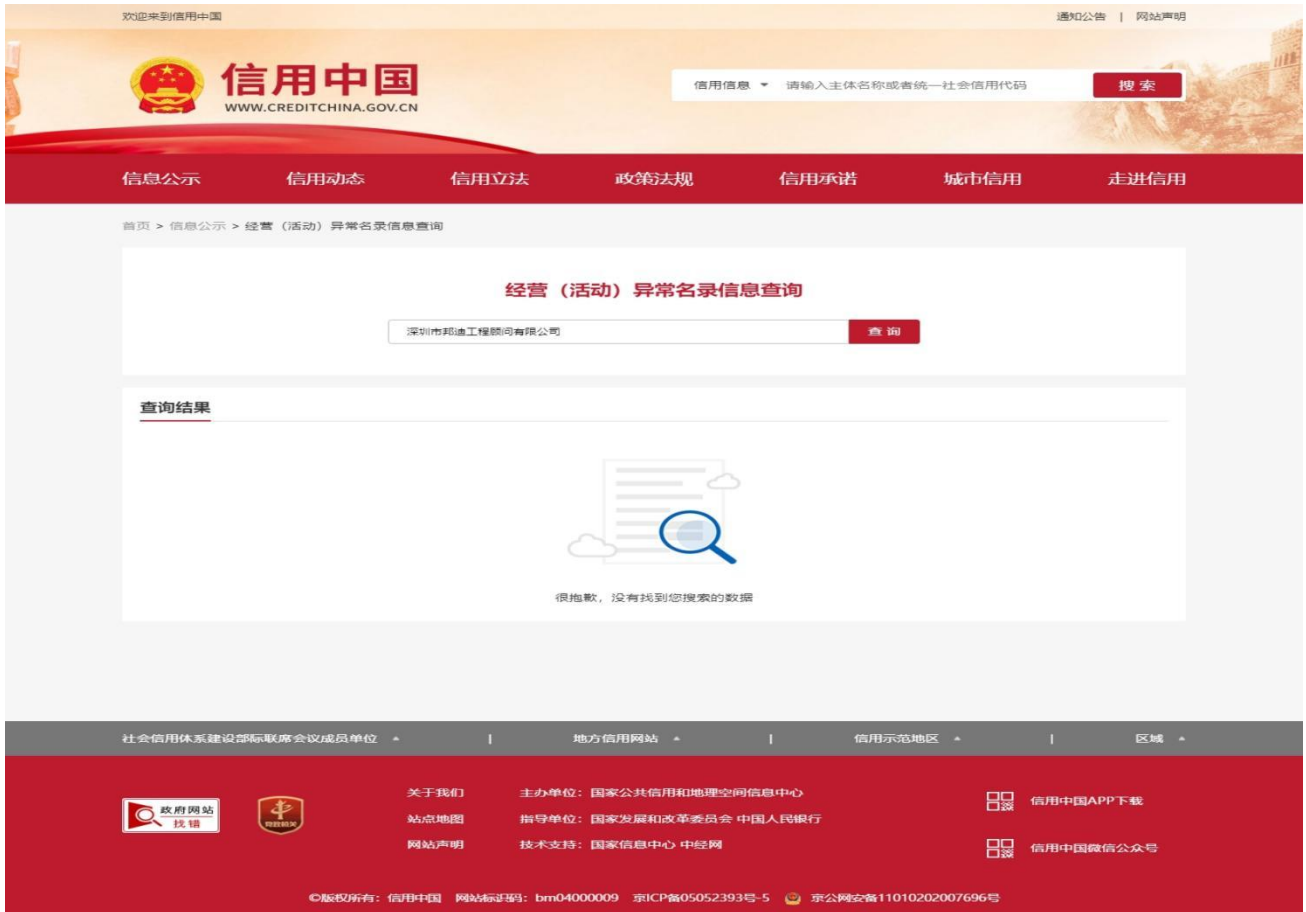 欢迎来到信用中国
通知公告 | 网站声明
信用中国
WWW.CREDITCHINA.GOV.CN
信用信息 请输入主体名称或者统一社会信用代码 搜索
信息公示 信用动态 信用立法 政策法规 信用承诺 城市信用 走进信用
首页 > 信息公示 > 经营（活动）异常名录信息查询
经营（活动）异常名录信息查询
深圳市邦迪工程顾问有限公司 查询
查询结果
很抱歉，没有找到您搜索的数据
社会信用体系建设部际联席会议成员单位 | 地方信用网站 | 信用示范地区 | 区域
政府网站
找错
党政机关
关于我们 主办单位：国家公共信用和地理空间信息中心
站点地图 指导单位：国家发展和改革委员会 中国人民银行
网站声明 技术支持：国家信息中心 中经网
信用中国APP下载
信用中国微信公众号
©版权所有：信用中国 网站标识码：bm04000009 京ICP备05052393号-5 京公网安备11010202007696号